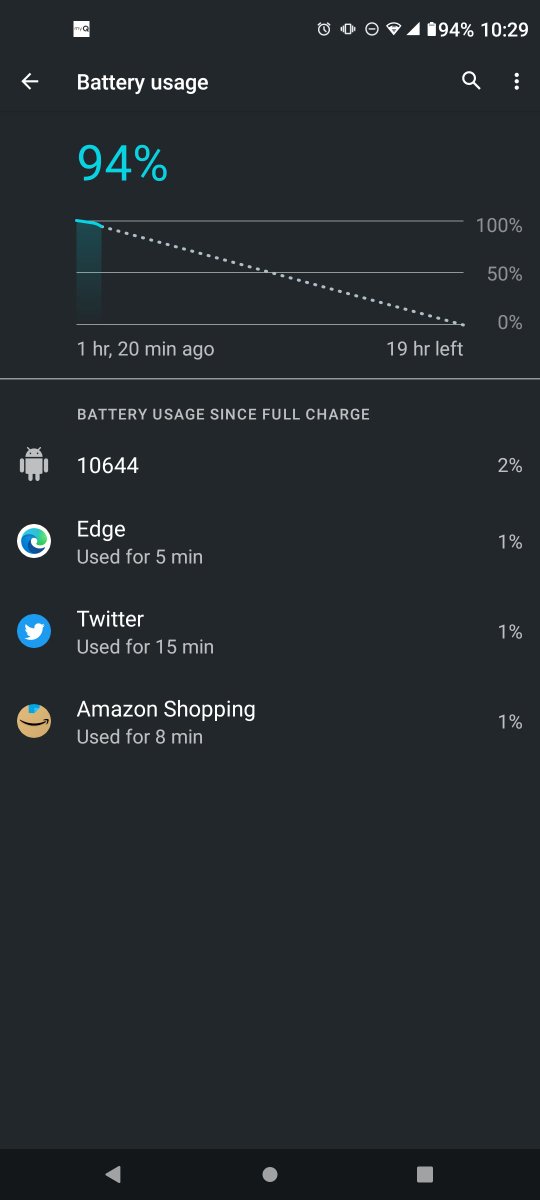 myQ 94% 10:29
Battery usage
94%
100%
50%
0%
1 hr, 20 min ago 19 hr left
BATTERY USAGE SINCE FULL CHARGE
10644 2%
Edge 1%
Used for 5 min
Twitter 1%
Used for 15 min
Amazon Shopping 1%
Used for 8 min